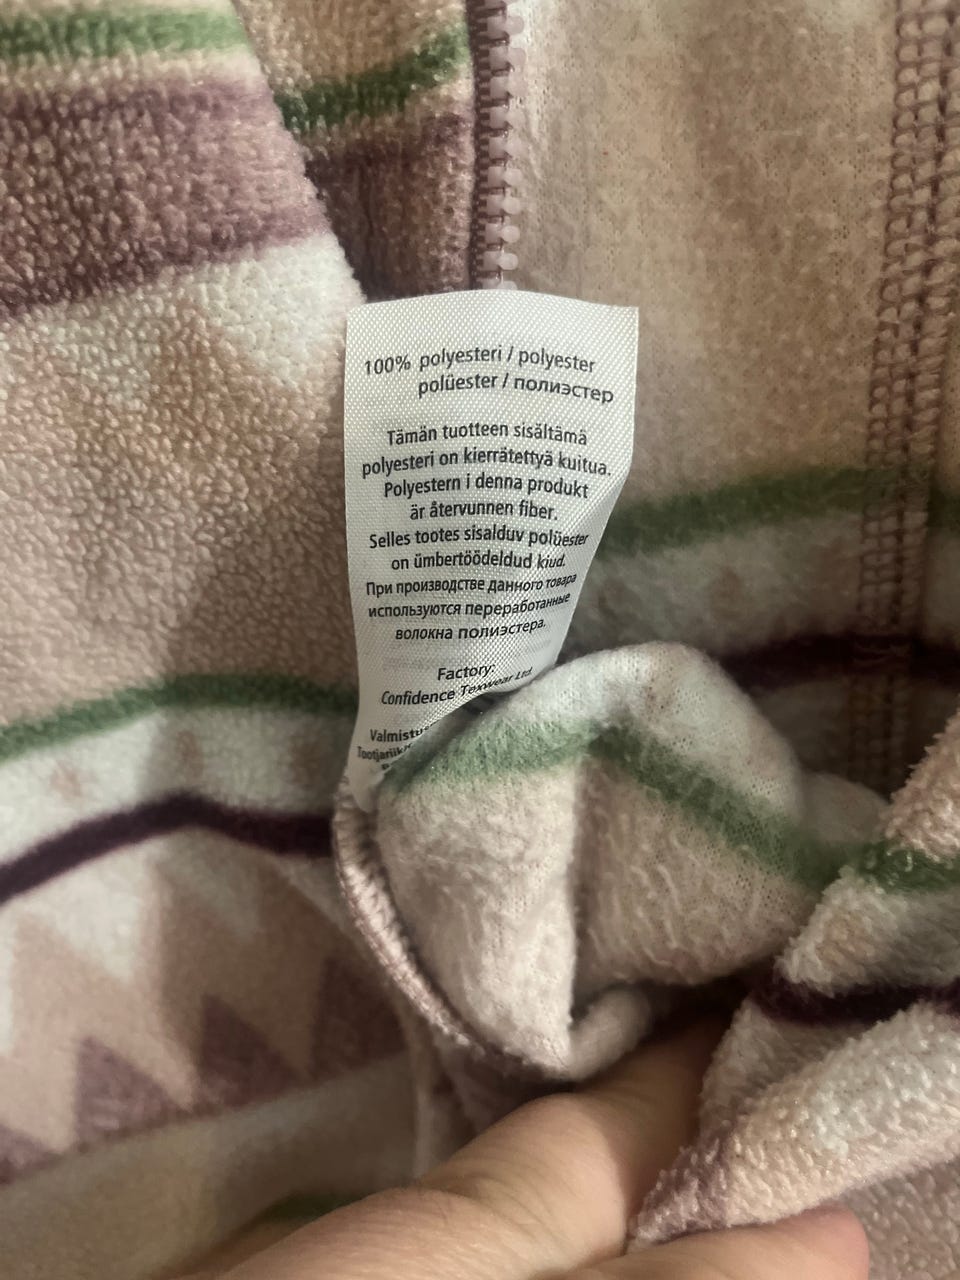 100% polyesteri / polyester
polüester / полиэстер
Tämän tuotteen sisältämä
polyesteri on kierrätettyä kuitua.
Polyestern i denna produkt
är återvunnen fiber.
Selles tootes sisalduv polüester
on ümbertöödeldud kiud.
При производстве данного товара
используются переработанные
волокна полиэстера.
Factory:
Confidence Texwear Ltd.